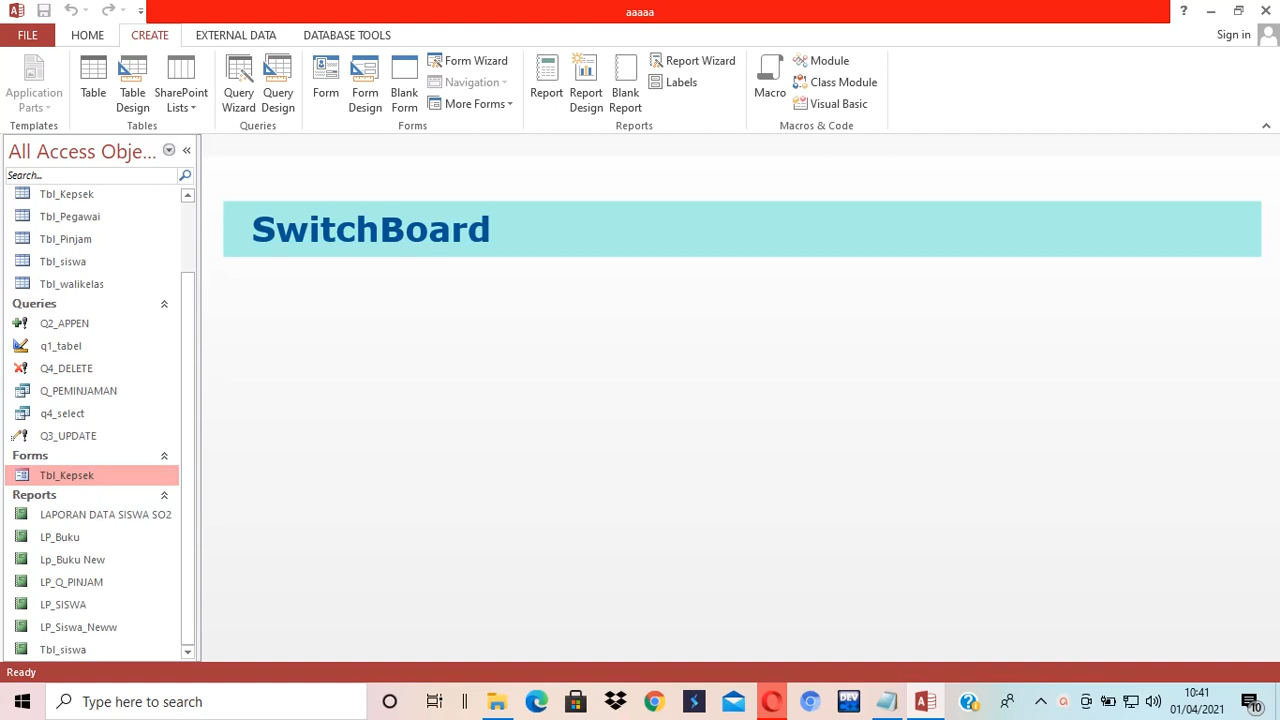 aaaaa
?
FILE HOME CREATE EXTERNAL DATA DATABASE TOOLS Sign in
Application Parts
Table
Table Design
SharePoint Lists
Query Wizard
Query Design
Form
Form Design
Blank Form
Form Wizard
Navigation
More Forms
Report
Report Design
Blank Report
Report Wizard
Labels
Macro
Module
Class Module
Visual Basic
Templates Tables Queries Forms Reports Macros & Code
All Access Obje...
Search...
Tbl_Kepsek
Tbl_Pegawai
Tbl_Pinjam
Tbl_siswa
Tbl_walikelas
Queries
Q2_APPEN
q1_tabel
Q4_DELETE
Q_PEMINJAMAN
q4_select
Q3_UPDATE
Forms
Tbl_Kepsek
Reports
LAPORAN DATA SISWA SO2
LP_Buku
Lp_Buku New
LP_Q_PINJAM
LP_SISWA
LP_Siswa_Neww
Tbl_siswa
SwitchBoard
Ready
Type here to search
DEV
10:41
01/04/2021
10